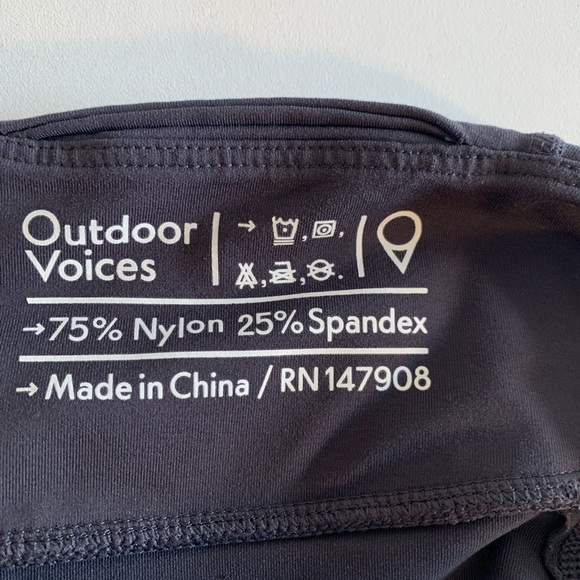 Outdoor
Voices
→ , ,
, , .
→75% Nylon 25% Spandex
→ Made in China / RN 147908